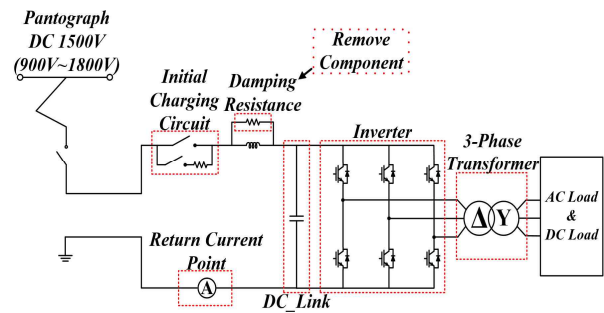 Pantograph
DC 1500V
(900V~1800V)
Remove
Component
Initial
Charging
Circuit
Damping
Resistance
Inverter
3-Phase
Transformer
Δ
Y
AC Load
&
DC Load
Return Current
Point
A
DC_Link